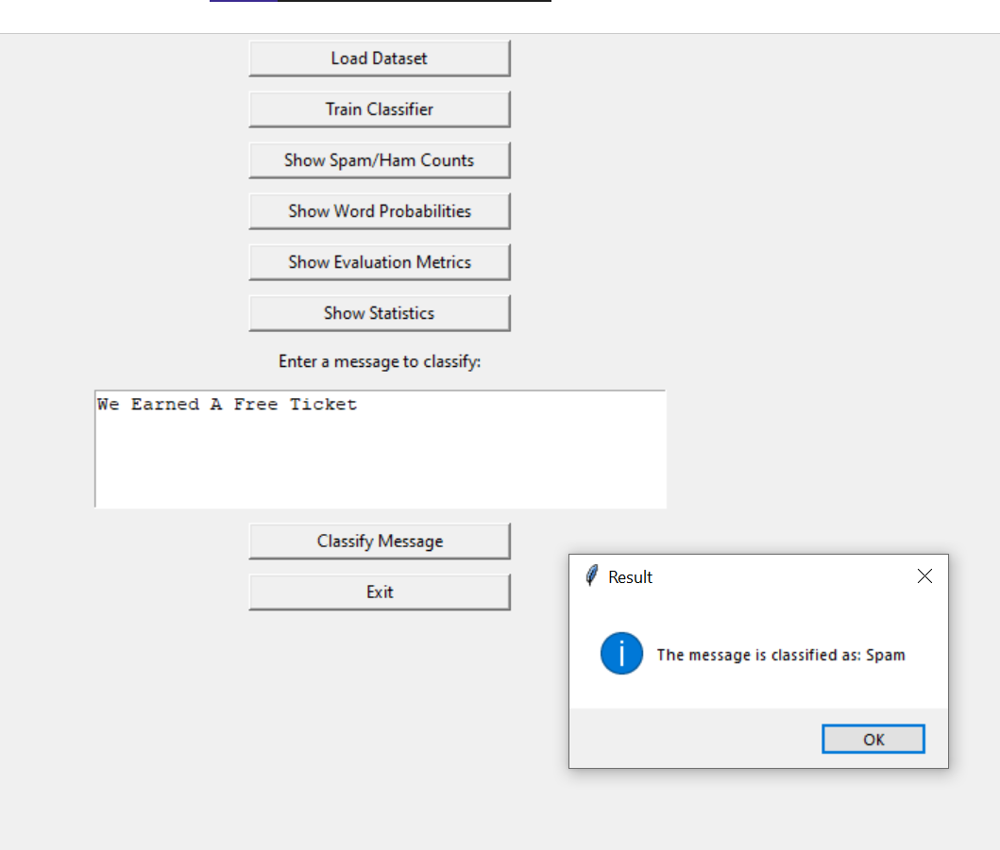 Load Dataset
Train Classifier
Show Spam/Ham Counts
Show Word Probabilities
Show Evaluation Metrics
Show Statistics
Enter a message to classify:
We Earned A Free Ticket
Classify Message
Exit
Result
The message is classified as: Spam
OK